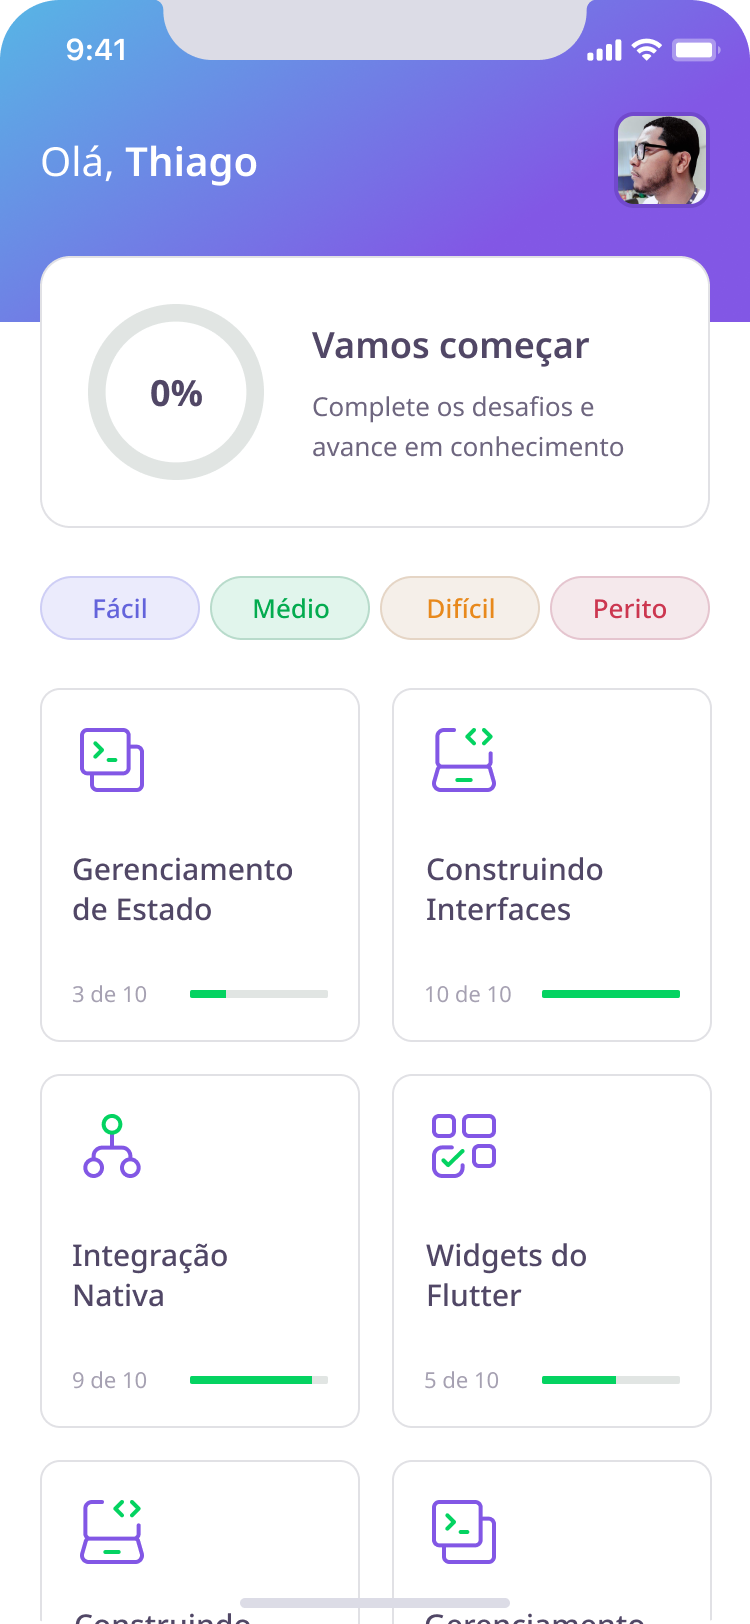 9:41
Olá, Thiago
0%
Vamos começar
Complete os desafios e
avance em conhecimento
Fácil
Médio
Difícil
Perito
Gerenciamento
de Estado
3 de 10
Construindo
Interfaces
10 de 10
Integração
Nativa
9 de 10
Widgets do
Flutter
5 de 10
Construindo
Gerenciamento